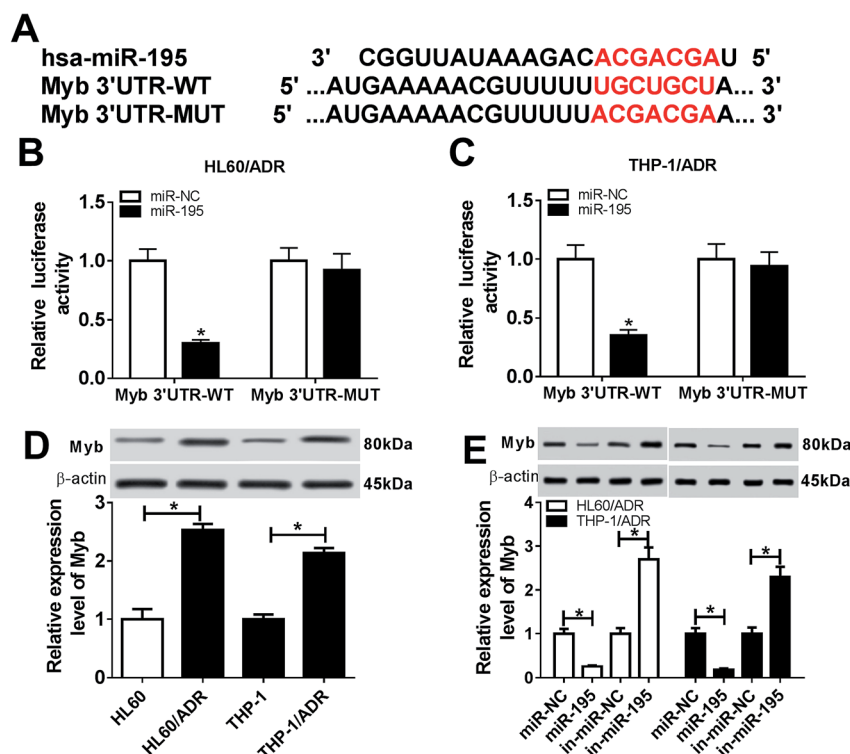 A
hsa-miR-195 3' CGGUUAUAAAGACACGACGAU 5'
Myb 3'UTR-WT 5' ...AUGAAAAACGUUUUUUGCUGCUA... 3'
Myb 3'UTR-MUT 5' ...AUGAAAAACGUUUUUACGACGAA... 3'
B
HL60/ADR
miR-NC
miR-195
Relative luciferase
activity
1.5
1.0
0.5
0.0
*
Myb 3'UTR-WT Myb 3'UTR-MUT
C
THP-1/ADR
miR-NC
miR-195
Relative luciferase
activity
1.5
1.0
0.5
0.0
*
Myb 3'UTR-WT Myb 3'UTR-MUT
D
Myb 80kDa
β-actin 45kDa
Relative expression
level of Myb
3
2
1
0
* *
HL60 HL60/ADR THP-1 THP-1/ADR
E
Myb 80kDa
β-actin 45kDa
HL60/ADR
THP-1/ADR
Relative expression
level of Myb
4
3
2
1
0
* * * *
miR-NC miR-195 in-miR-NC in-miR-195 miR-NC miR-195 in-miR-NC in-miR-195